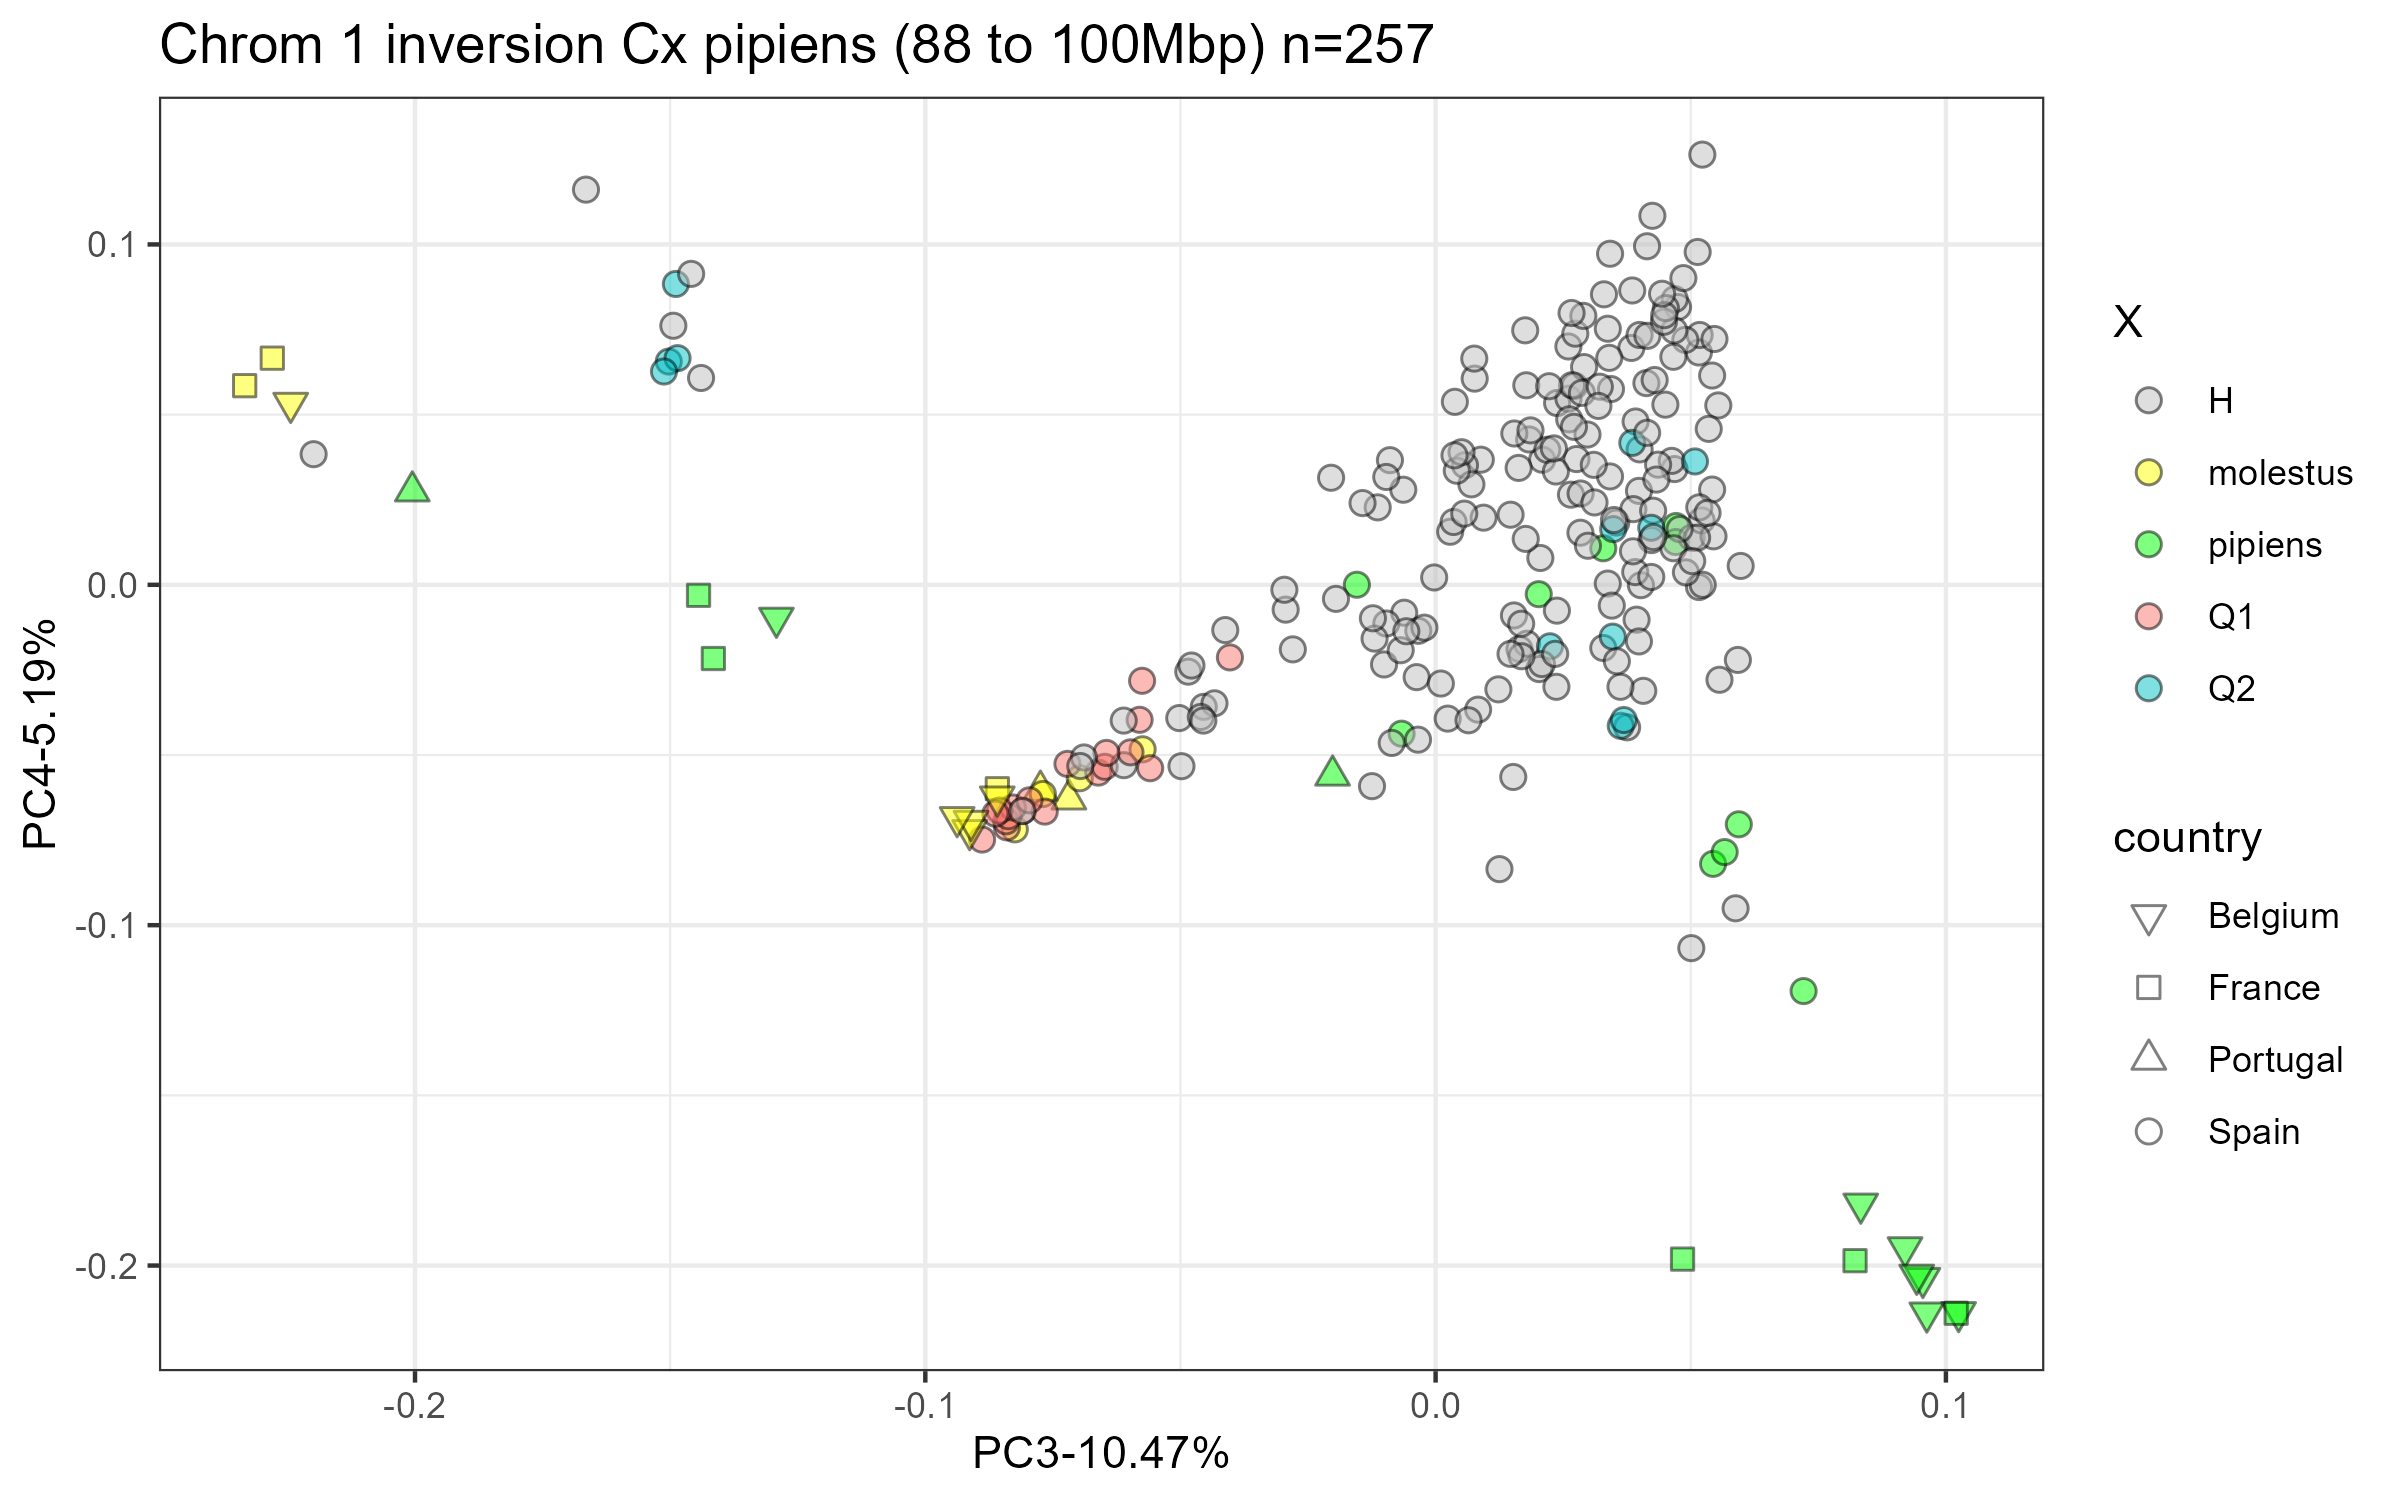 Chrom 1 inversion Cx pipiens (88 to 100Mbp) n=257
PC4-5.19%
0.1
0.0
-0.1
-0.2
-0.2
-0.1
0.0
0.1
PC3-10.47%
X
H
molestus
pipiens
Q1
Q2
country
Belgium
France
Portugal
Spain